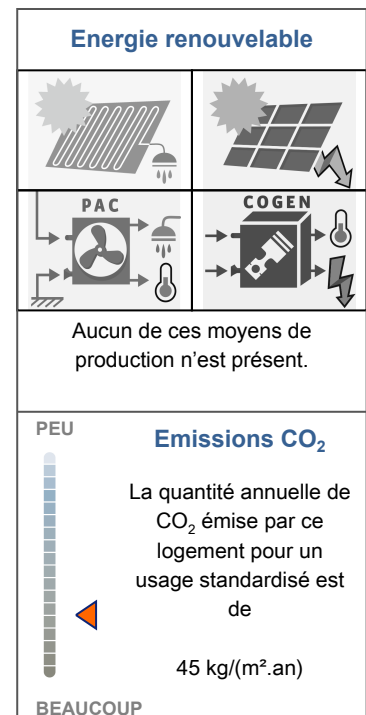 Energie renouvelable
PAC
COGEN
Aucun de ces moyens de
production n'est présent.
PEU
Emissions CO₂
La quantité annuelle de
CO₂ émise par ce
logement pour un
usage standardisé est
de
45 kg/(m².an)
BEAUCOUP